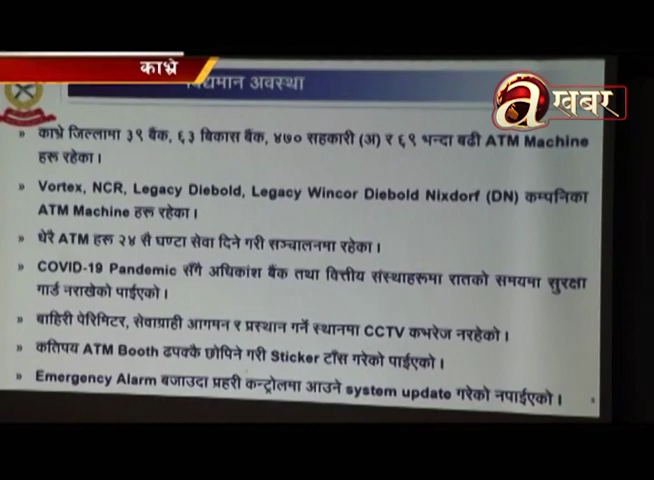 काभ्रे
विद्यमान अवस्था
a खबर
» काभ्रे जिल्लामा ३९ बैंक, ६३ बिकास बैंक, ४७० सहकारी (अ) र ६९ भन्दा बढी ATM Machine
हरू रहेका ।
» Vortex, NCR, Legacy Diebold, Legacy Wincor Diebold Nixdorf (DN) कम्पनिका
ATM Machine हरू रहेका ।
» धेरै ATM हरू २४ सै घण्टा सेवा दिने गरी सञ्चालनमा रहेका ।
» COVID-19 Pandemic सँगै अधिकांश बैंक तथा वित्तीय संस्थाहरूमा रातको समयमा सुरक्षा
गार्ड नराखेको पाईएको ।
» बाहिरी पेरिमिटर, सेवाग्राही आगमन र प्रस्थान गर्ने स्थानमा CCTV कभरेज नरहेको ।
» कतिपय ATM Booth ढपक्कै छोपिने गरी Sticker टाँस गरेको पाईएको ।
» Emergency Alarm बजाउदा प्रहरी कन्ट्रोलमा आउने system update गरेको नपाईएको ।